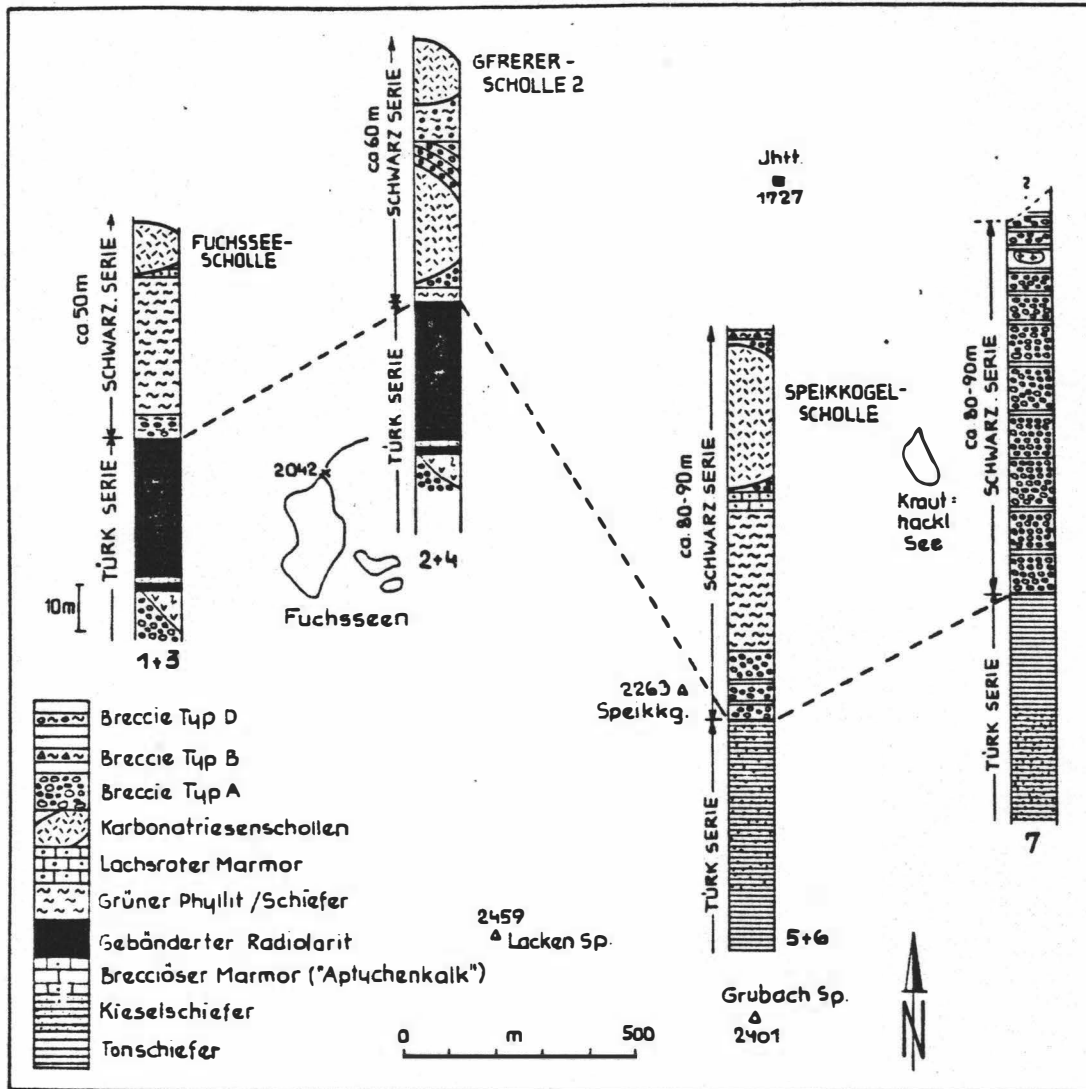 GFRERER-
SCHOLLE 2
ca 60m
SCHWARZ SERIE
TÜRK SERIE
2+4
Jhtt.
1727
FUCHSSEE-
SCHOLLE
ca 50m
SCHWARZ. SERIE
TÜRK SERIE
10m
1+3
2042
Fuchsseen
SPEIKKOGEL-
SCHOLLE
ca. 80-90m
SCHWARZ. SERIE
TÜRK SERIE
5+6
2263
Speikkg.
?
ca. 80-90m
SCHWARZ. SERIE
TÜRK SERIE
7
Kraut=
hackl
See
Breccie Typ D
Breccie Typ B
Breccie Typ A
Karbonatriesenschollen
Lachsroter Marmor
Grüner Phyllit /Schiefer
Gebänderter Radiolarit
Brecciöser Marmor ("Aptychenkalk")
Kieselschiefer
Tonschiefer
2459
Lacken Sp.
0 m 500
Grubach Sp.
2401
N